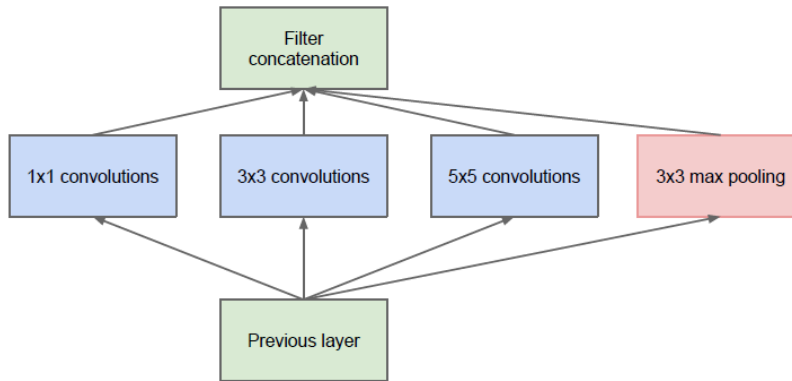 Filter
concatenation
1x1 convolutions
3x3 convolutions
5x5 convolutions
3x3 max pooling
Previous layer